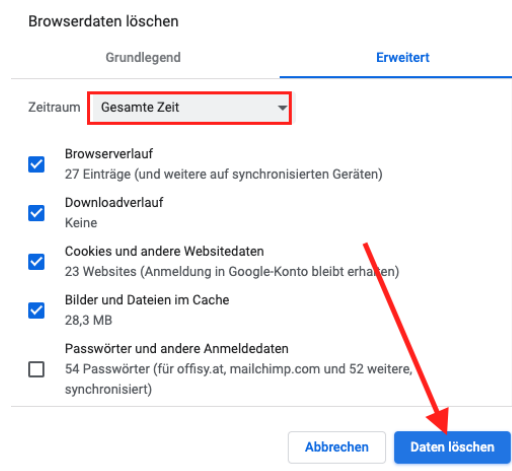 Browserdaten löschen
Grundlegend Erweitert
Zeitraum Gesamte Zeit
Browserverlauf
27 Einträge (und weitere auf synchronisierten Geräten)
Downloadverlauf
Keine
Cookies und andere Websitedaten
23 Websites (Anmeldung in Google-Konto bleibt erhalten)
Bilder und Dateien im Cache
28,3 MB
Passwörter und andere Anmeldedaten
54 Passwörter (für offisy.at, mailchimp.com und 52 weitere,
synchronisiert)
Abbrechen Daten löschen